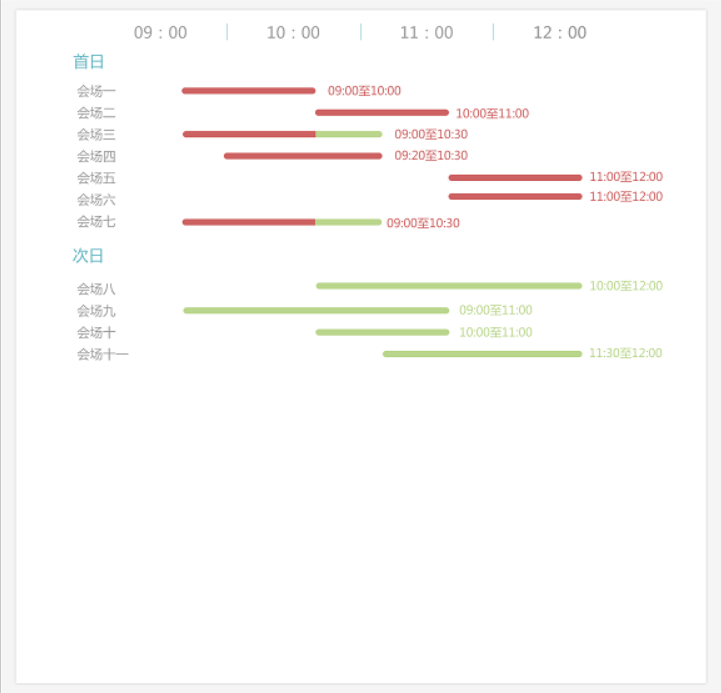 09：00 10：00 11：00 12：00
首日
会场一 09:00至10:00
会场二 10:00至11:00
会场三 09:00至10:30
会场四 09:20至10:30
会场五 11:00至12:00
会场六 11:00至12:00
会场七 09:00至10:30
次日
会场八 10:00至12:00
会场九 09:00至11:00
会场十 10:00至11:00
会场十一 11:30至12:00